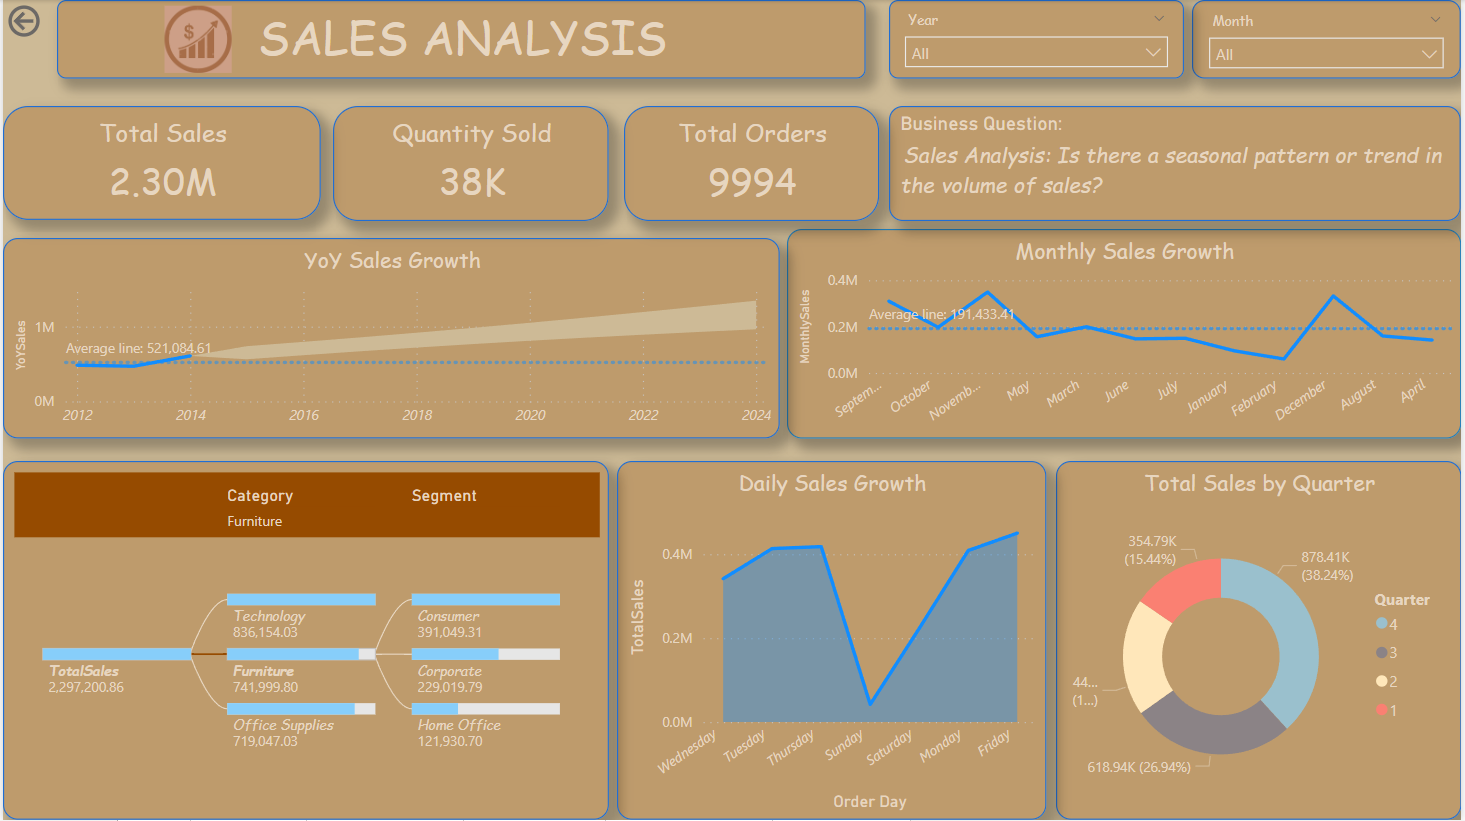 $
SALES ANALYSIS
Year
All
Month
All
Total Sales
2.30M
Quantity Sold
38K
Total Orders
9994
Business Question:
Sales Analysis: Is there a seasonal pattern or trend in
the volume of sales?
YoY Sales Growth
YoYSales
1M
0M
Average line: 521,084.61
2012
2014
2016
2018
2020
2022
2024
Monthly Sales Growth
MonthlySales
0.4M
0.2M
0.0M
Average line: 191,433.41
Septem...
October
Novemb...
May
March
June
July
January
February
December
August
April
Category
Furniture
Segment
TotalSales
2,297,200.86
Technology
836,154.03
Furniture
741,999.80
Office Supplies
719,047.03
Consumer
391,049.31
Corporate
229,019.79
Home Office
121,930.70
Daily Sales Growth
TotalSales
0.4M
0.2M
0.0M
Wednesday
Tuesday
Thursday
Sunday
Saturday
Monday
Friday
Order Day
Total Sales by Quarter
354.79K
(15.44%)
878.41K
(38.24%)
44...
(1...)
618.94K (26.94%)
Quarter
4
3
2
1